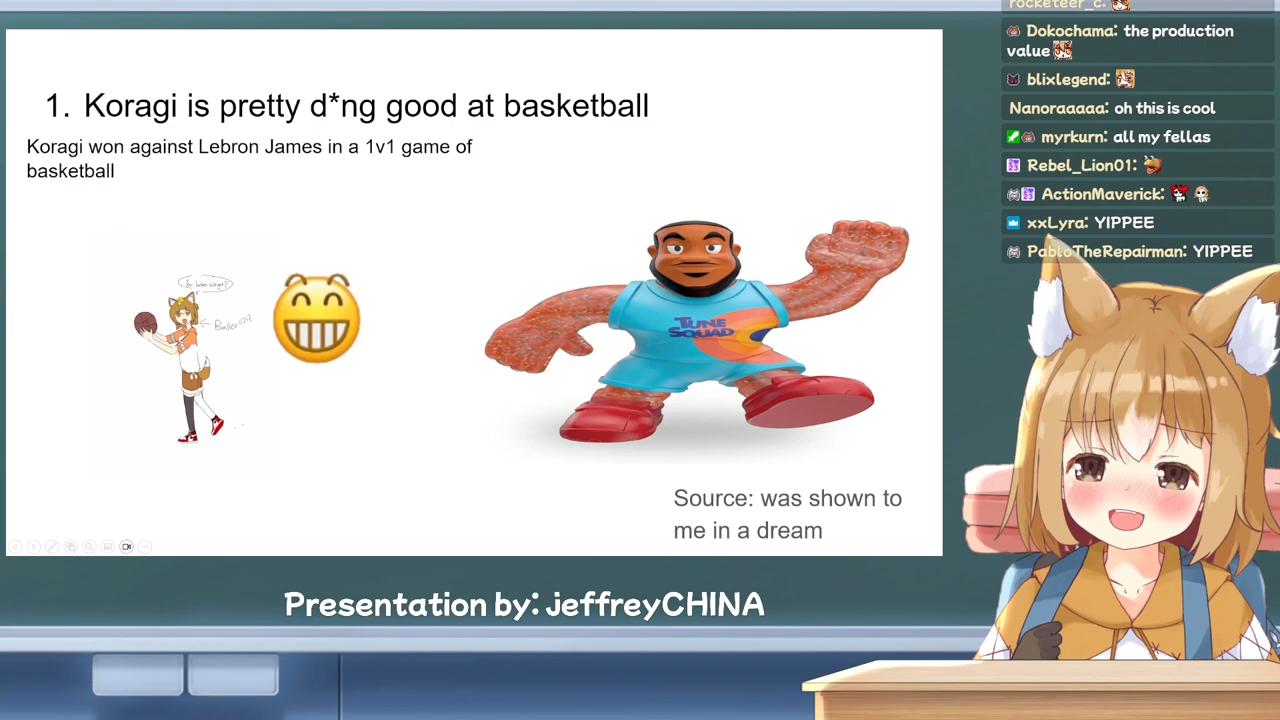 1. Koragi is pretty d*ng good at basketball
Koragi won against Lebron James in a 1v1 game of
basketball
Baller!?!?
TUNE
SQUAD
Source: was shown to
me in a dream
Presentation by: jeffreyCHINA
rocketeer_c:
Dokochama: the production
value
blixlegend:
Nanoraaaaa: oh this is cool
myrkurn: all my fellas
Rebel_Lion01:
ActionMaverick:
xxLyra: YIPPEE
PabloTheRepairman: YIPPEE